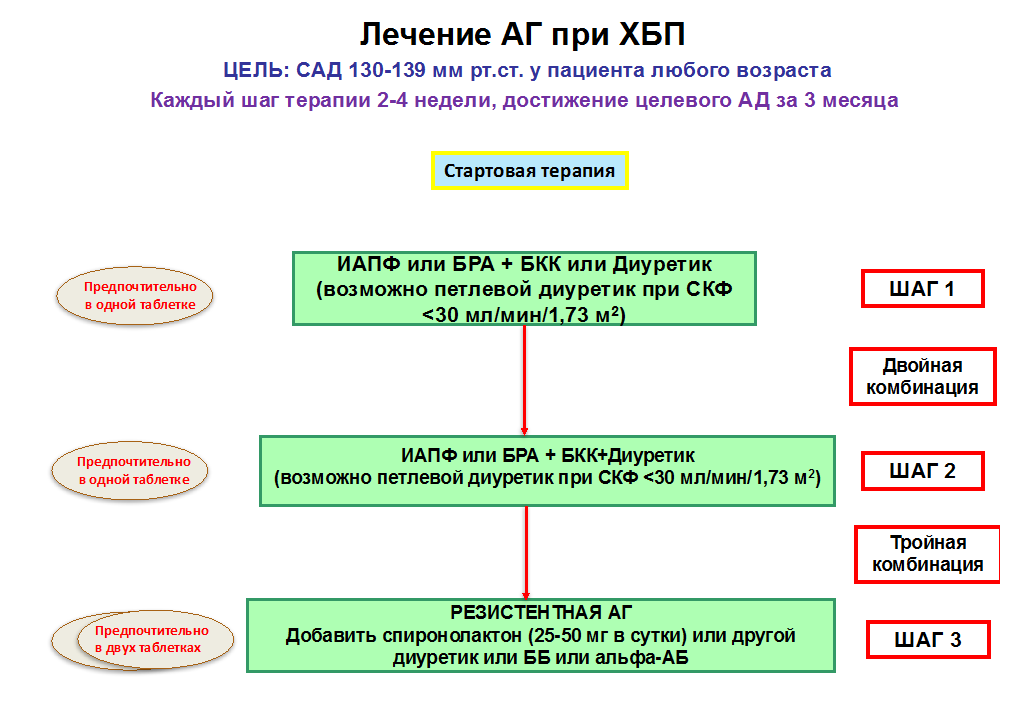 Лечение АГ при ХБП
ЦЕЛЬ: САД 130-139 мм рт.ст. у пациента любого возраста
Каждый шаг терапии 2-4 недели, достижение целевого АД за 3 месяца
Стартовая терапия
Предпочтительно
в одной таблетке
ИАПФ или БРА + БКК или Диуретик
(возможно петлевой диуретик при СКФ
<30 мл/мин/1,73 м²)
ШАГ 1
Двойная
комбинация
Предпочтительно
в одной таблетке
ИАПФ или БРА + БКК+Диуретик
(возможно петлевой диуретик при СКФ <30 мл/мин/1,73 м²)
ШАГ 2
Тройная
комбинация
Предпочтительно
в двух таблетках
РЕЗИСТЕНТНАЯ АГ
Добавить спиронолактон (25-50 мг в сутки) или другой
диуретик или ББ или альфа-АБ
ШАГ 3